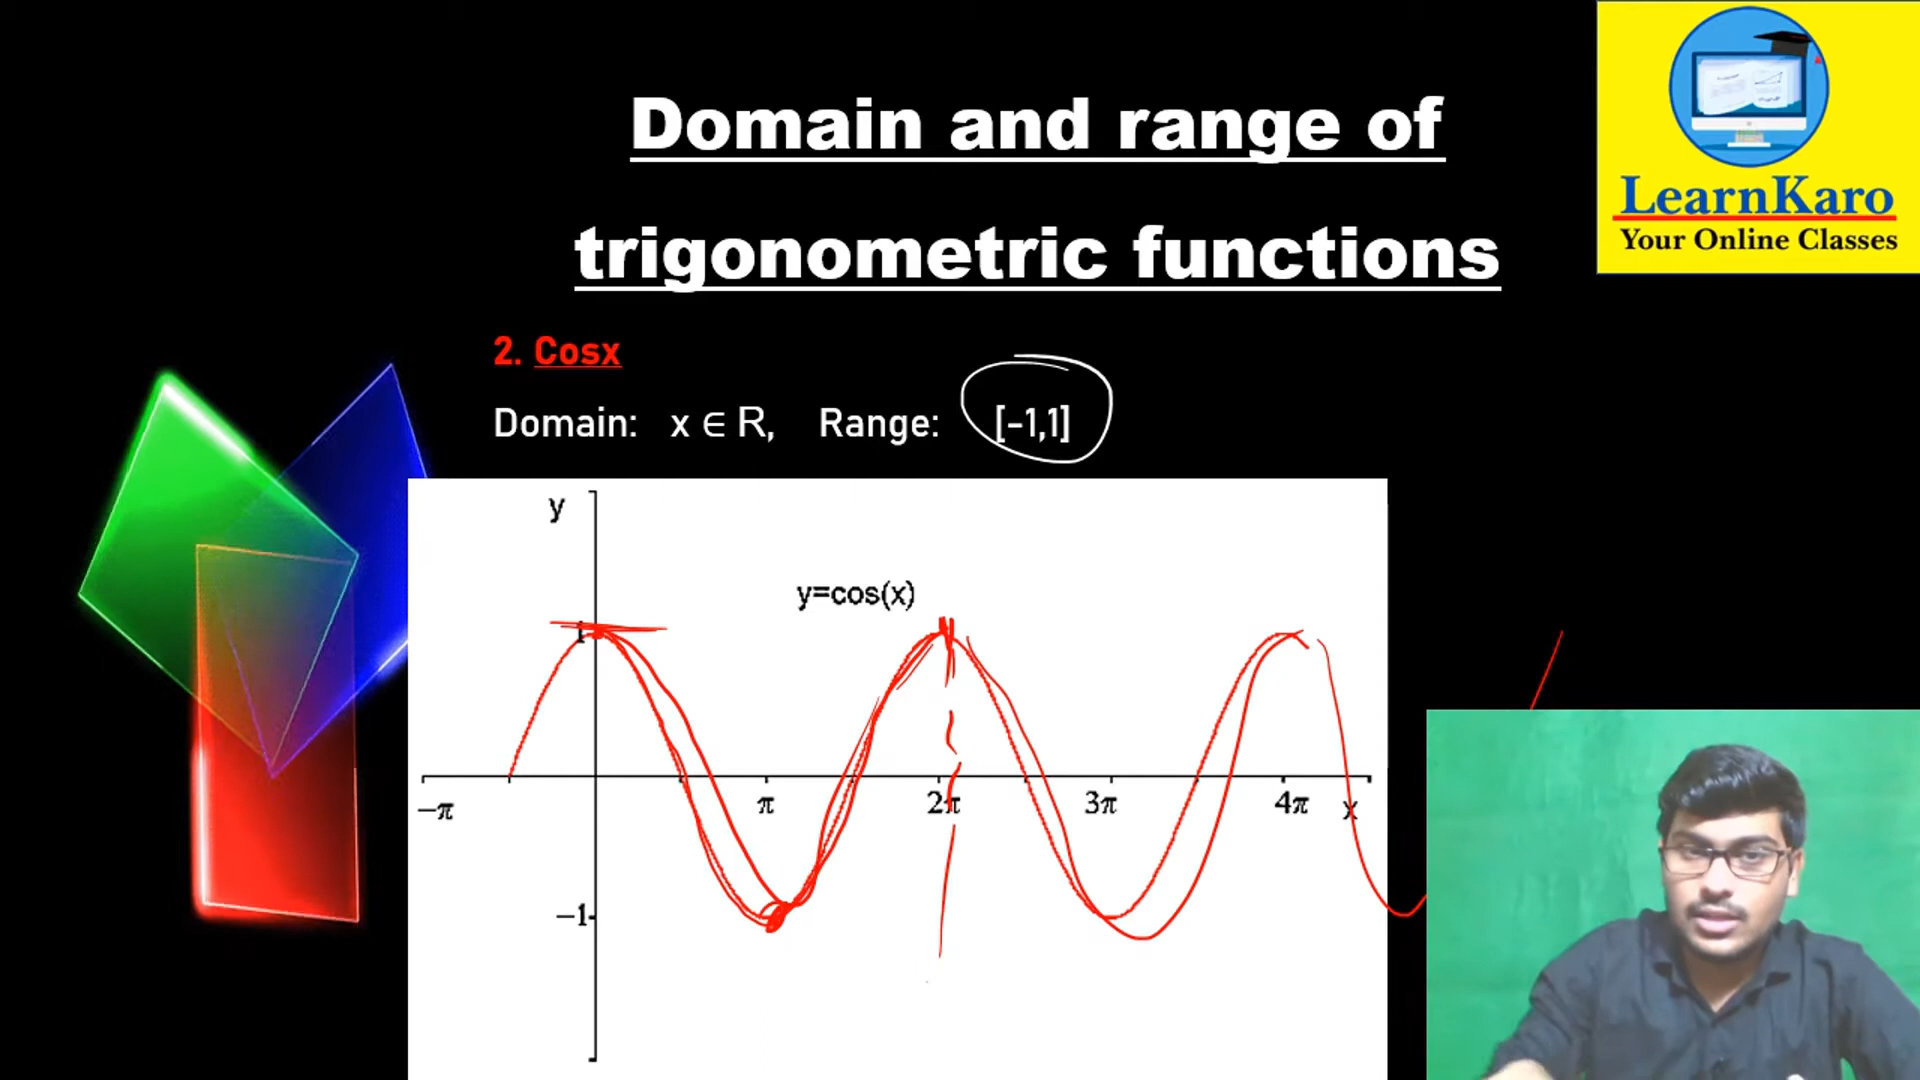 Domain and range of
trigonometric functions
LearnKaro
Your Online Classes
2. Cosx
Domain: x ∈ R, Range: [-1,1]
y
y=cos(x)
1
−π π 2π 3π 4π x
−1